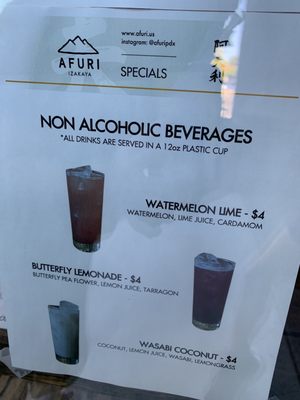 www.afuri.us
instagram: @afuripdx
AFURI
IZAKAYA
SPECIALS
NON ALCOHOLIC BEVERAGES
*ALL DRINKS ARE SERVED IN A 12oz PLASTIC CUP
WATERMELON LIME - $4
WATERMELON, LIME JUICE, CARDAMOM
BUTTERFLY LEMONADE - $4
BUTTERFLY PEA FLOWER, LEMON JUICE, TARRAGON
WASABI COCONUT - $4
COCONUT, LEMON JUICE, WASABI, LEMONGRASS